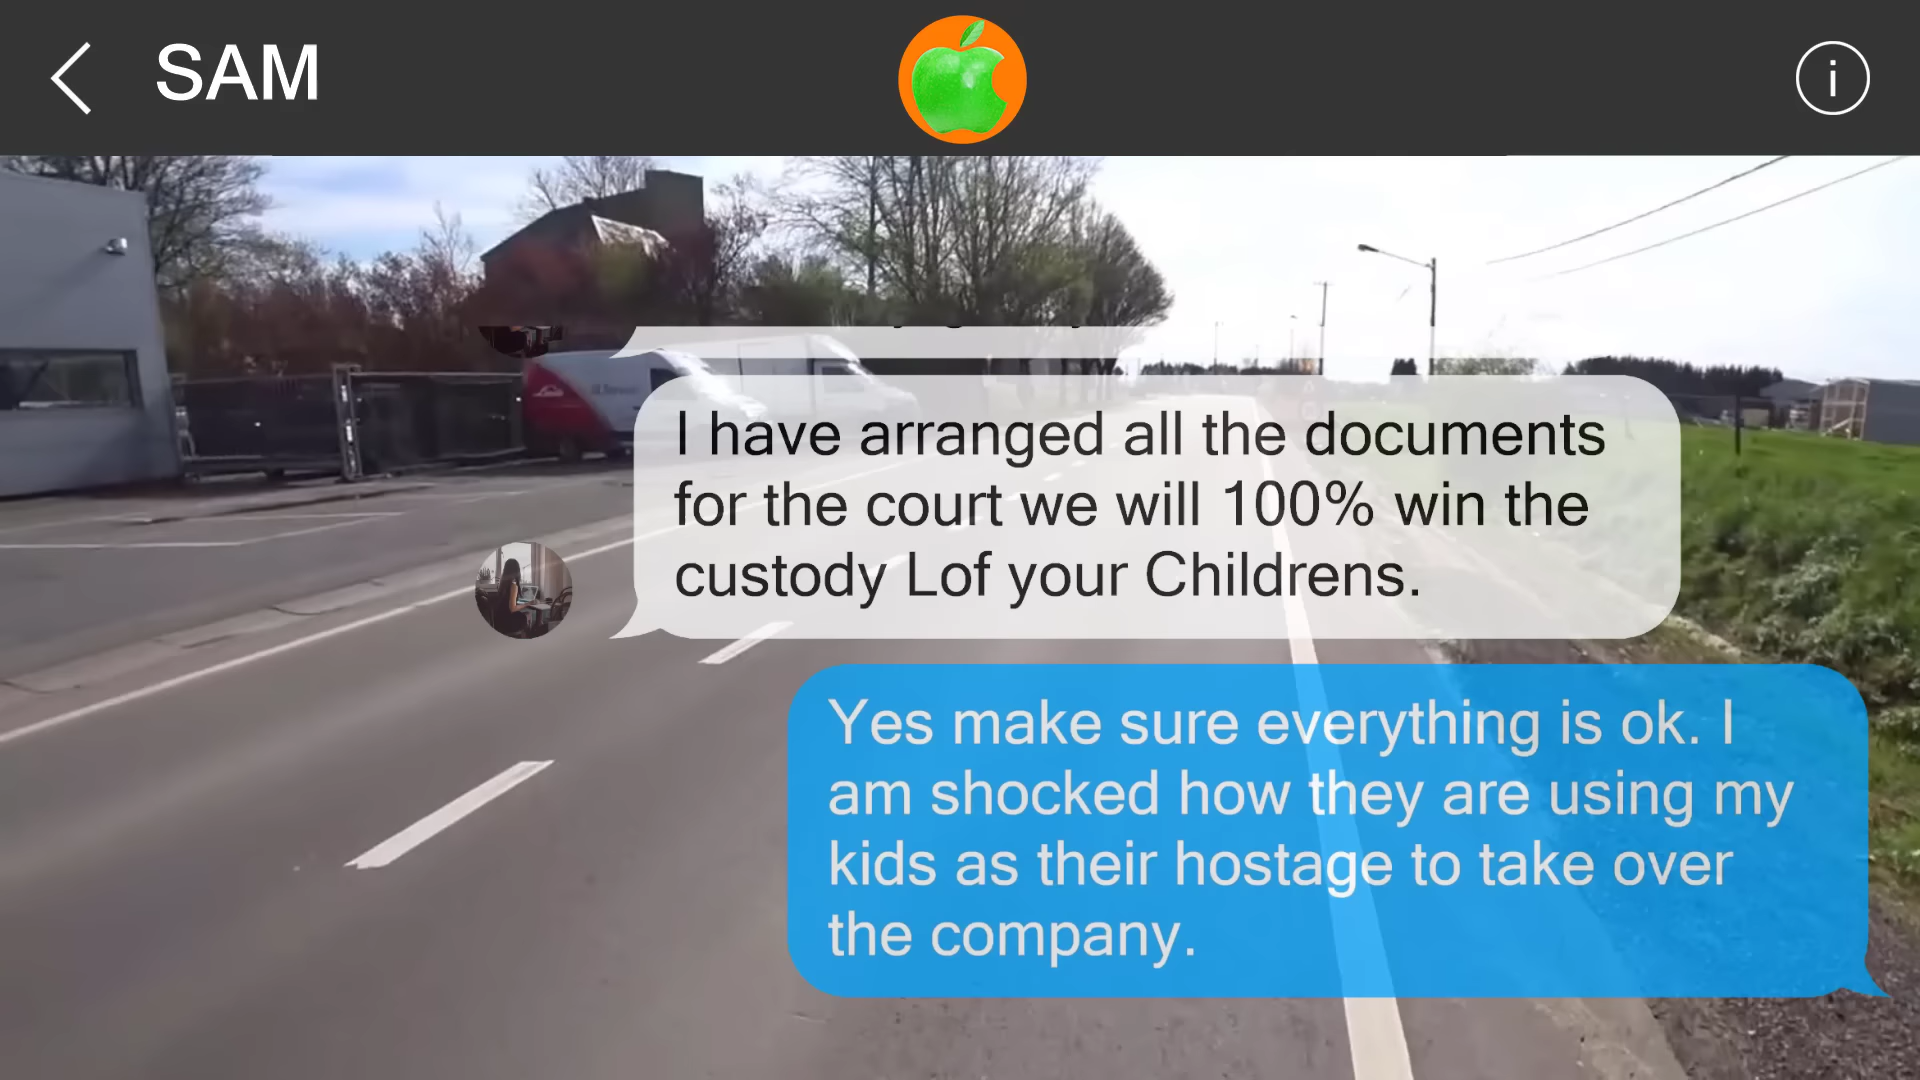 SAM
I have arranged all the documents
for the court we will 100% win the
custody Lof your Childrens.
Yes make sure everything is ok. I
am shocked how they are using my
kids as their hostage to take over
the company.